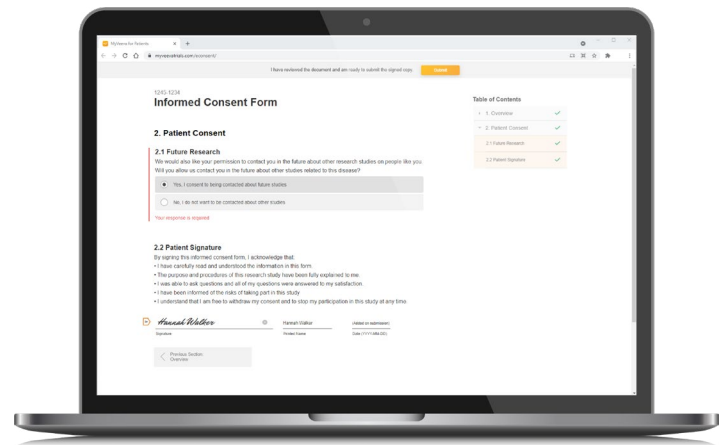 MyVeeva for Patients
myveevatrials.com/econsent/
I have reviewed the document and am ready to submit the signed copy. Submit
1245-1234
Informed Consent Form
Table of Contents
1. Overview
2. Patient Consent
2.1 Future Research
2.2 Patient Signature
2. Patient Consent
2.1 Future Research
We would also like your permission to contact you in the future about other research studies on people like you.
Will you allow us contact you in the future about other studies related to this disease?
Yes, I consent to being contacted about future studies
No, I do not want to be contacted about other studies
Your response is required
2.2 Patient Signature
By signing this informed consent form, I acknowledge that:
• I have carefully read and understood the information in this form.
• The purpose and procedures of this research study have been fully explained to me.
• I was able to ask questions and all of my questions were answered to my satisfaction.
• I have been informed of the risks of taking part in this study.
• I understand that I am free to withdraw my consent and to stop my participation in this study at any time.
Hannah Walker Hannah Walker (Added on submission)
Signature Printed Name Date (YYYY-MM-DD)
Previous Section
Overview